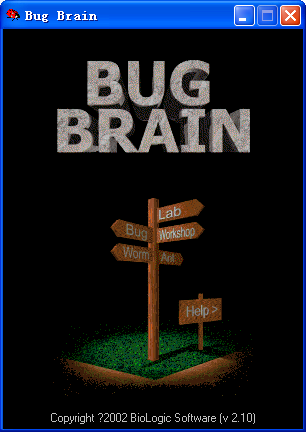 Bug Brain
BUG
BRAIN
Lab
Bug
Workshop
Worm
Ant
Help >
Copyright ?2002 BioLogic Software (v 2.10)